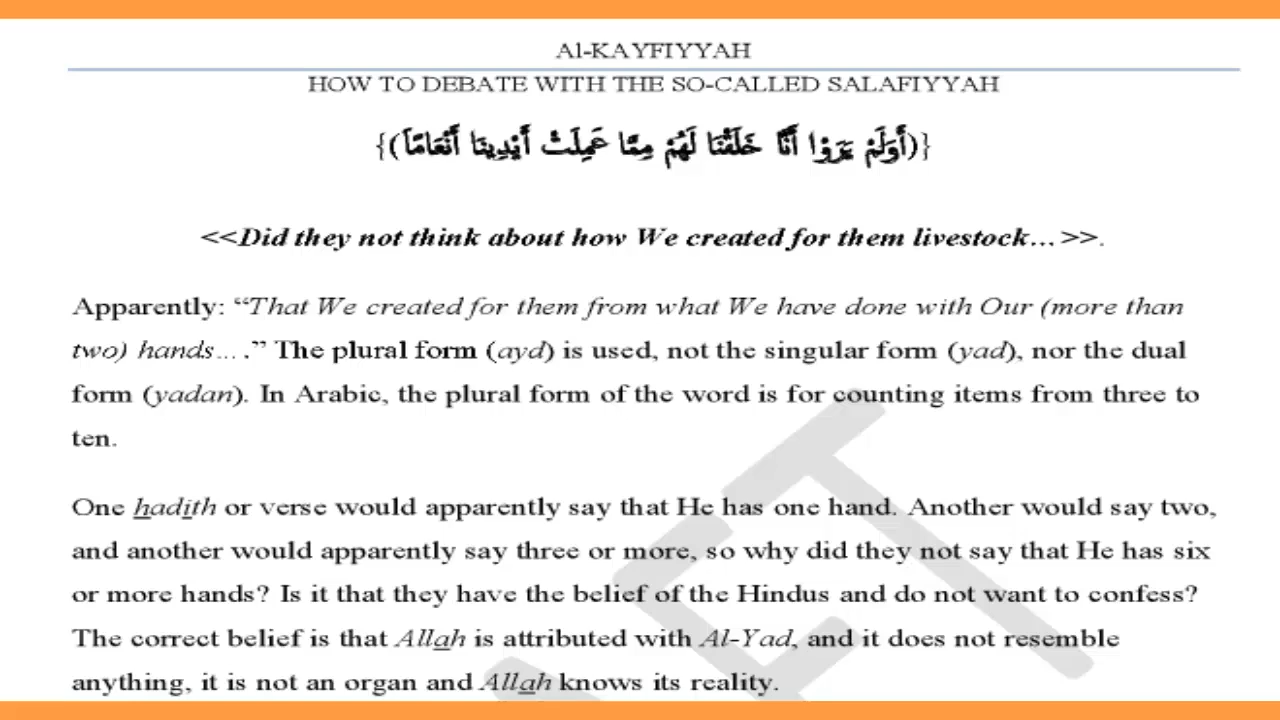 Al-KAYFIYYAH
HOW TO DEBATE WITH THE SO-CALLED SALAFIYYAH
{(أَوَلَمْ يَرَوْا أَنَّا خَلَقْنَا لَهُمْ مِمَّا عَمِلَتْ أَيْدِينَا أَنْعَامًا)}
<<Did they not think about how We created for them livestock…>>.
Apparently: “That We created for them from what We have done with Our (more than
two) hands….” The plural form (ayd) is used, not the singular form (yad), nor the dual
form (yadan). In Arabic, the plural form of the word is for counting items from three to
ten.
One hadith or verse would apparently say that He has one hand. Another would say two,
and another would apparently say three or more, so why did they not say that He has six
or more hands? Is it that they have the belief of the Hindus and do not want to confess?
The correct belief is that Allah is attributed with Al-Yad, and it does not resemble
anything, it is not an organ and Allah knows its reality.